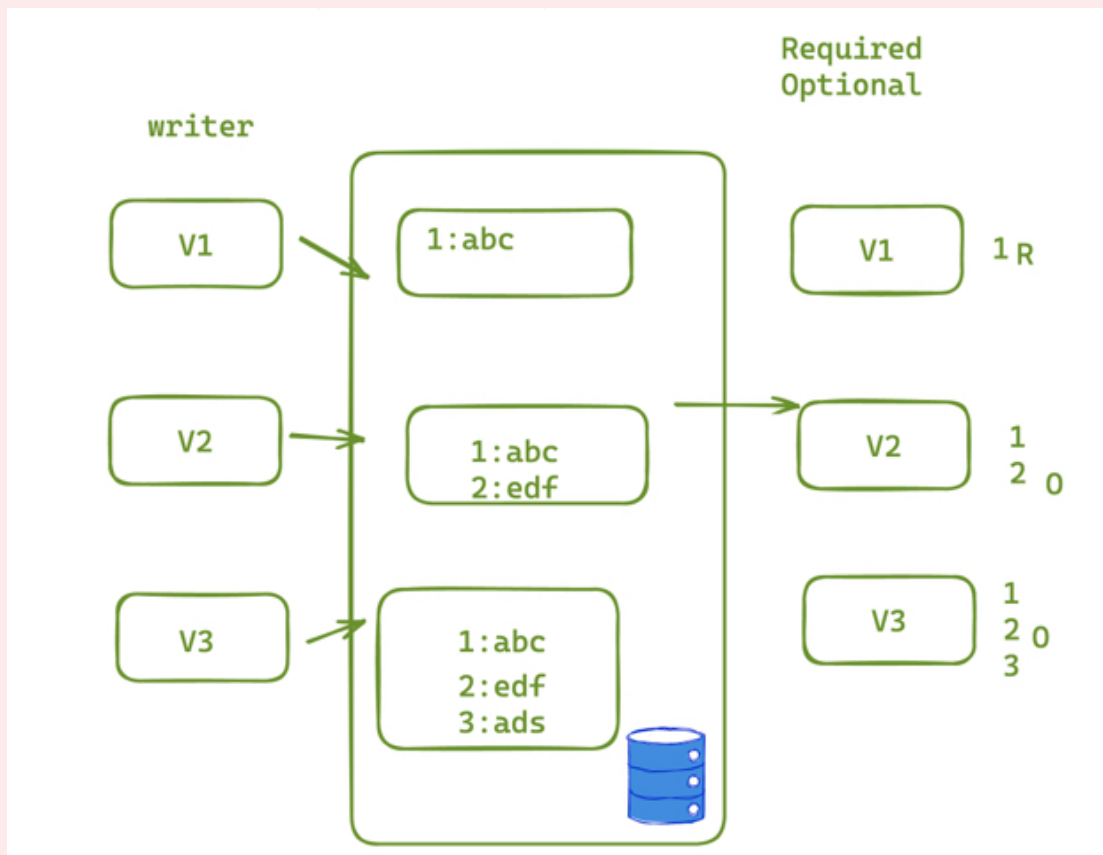 Required
Optional
writer
V1
1:abc
V1
1 R
V2
1:abc
2:edf
V2
1
2 O
V3
1:abc
2:edf
3:ads
V3
1
2 O
3